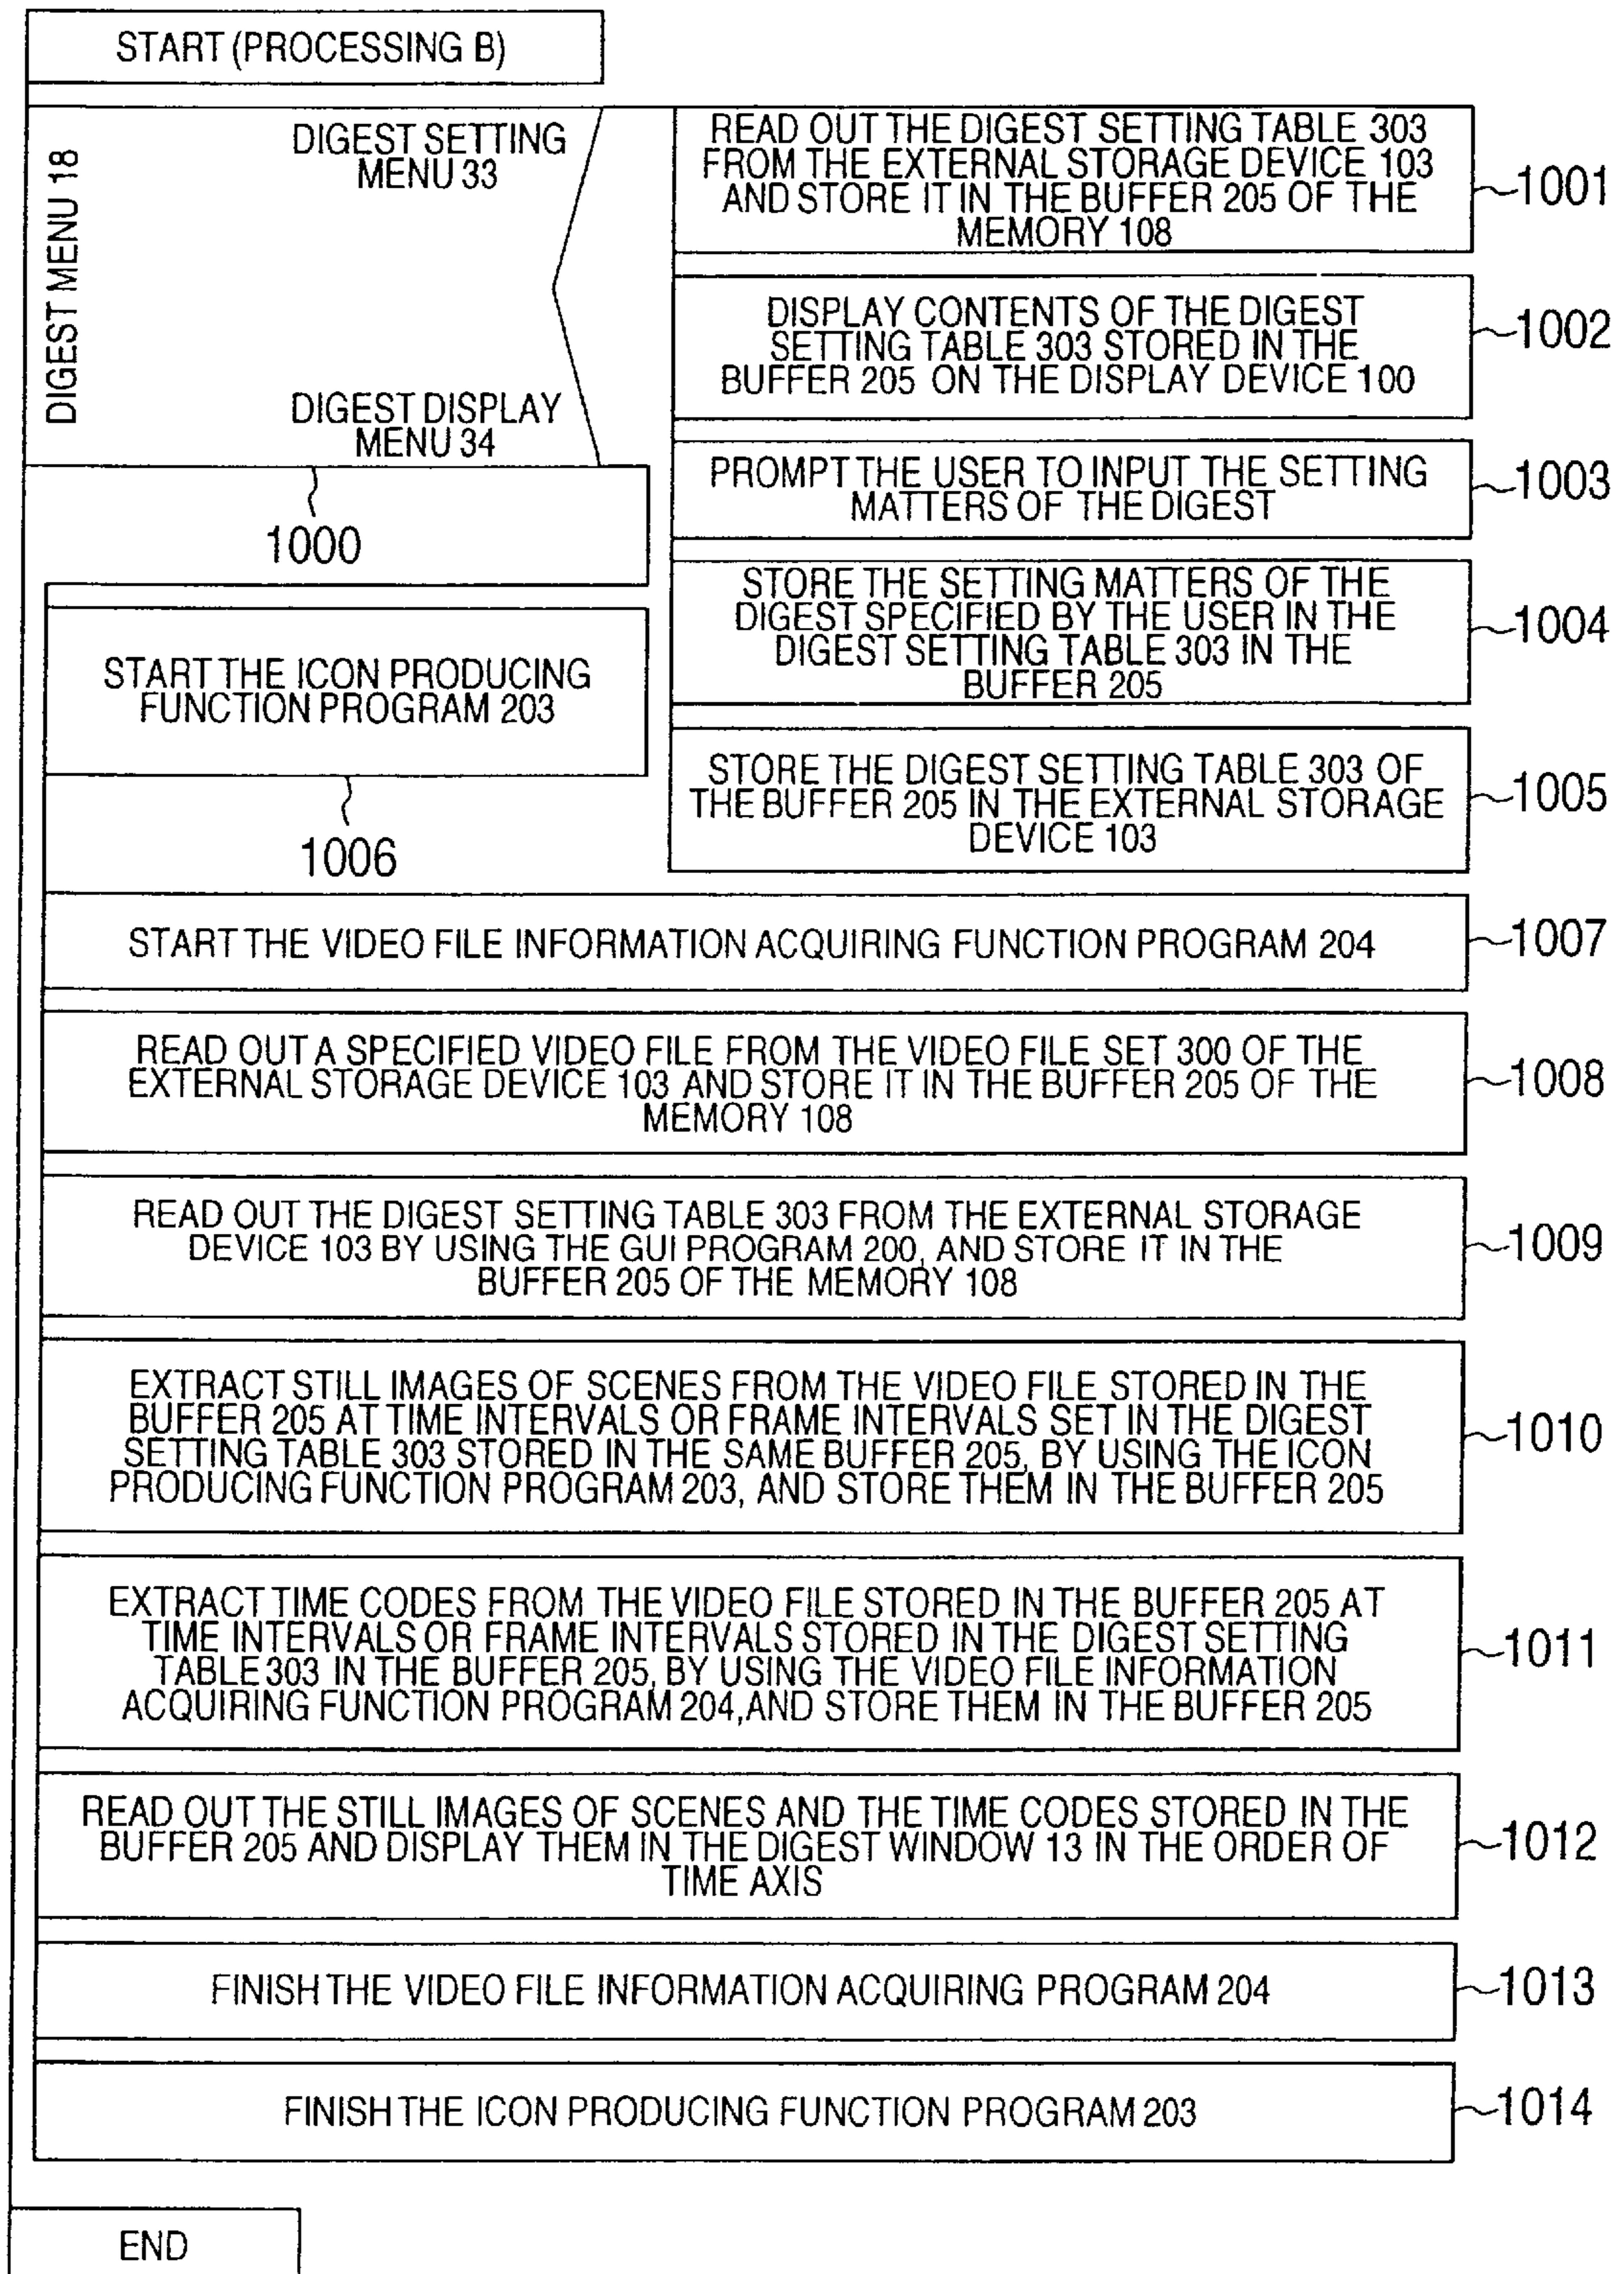 START (PROCESSING B)
DIGEST MENU 18
DIGEST SETTING
MENU 33
DIGEST DISPLAY
MENU 34
1000
READ OUT THE DIGEST SETTING TABLE 303
FROM THE EXTERNAL STORAGE DEVICE 103
AND STORE IT IN THE BUFFER 205 OF THE
MEMORY 108
1001
DISPLAY CONTENTS OF THE DIGEST
SETTING TABLE 303 STORED IN THE
BUFFER 205 ON THE DISPLAY DEVICE 100
1002
PROMPT THE USER TO INPUT THE SETTING
MATTERS OF THE DIGEST
1003
STORE THE SETTING MATTERS OF THE
DIGEST SPECIFIED BY THE USER IN THE
DIGEST SETTING TABLE 303 IN THE
BUFFER 205
1004
STORE THE DIGEST SETTING TABLE 303 OF
THE BUFFER 205 IN THE EXTERNAL STORAGE
DEVICE 103
1005
START THE ICON PRODUCING
FUNCTION PROGRAM 203
1006
START THE VIDEO FILE INFORMATION ACQUIRING FUNCTION PROGRAM 204
1007
READ OUT A SPECIFIED VIDEO FILE FROM THE VIDEO FILE SET 300 OF THE
EXTERNAL STORAGE DEVICE 103 AND STORE IT IN THE BUFFER 205 OF THE
MEMORY 108
1008
READ OUT THE DIGEST SETTING TABLE 303 FROM THE EXTERNAL STORAGE
DEVICE 103 BY USING THE GUI PROGRAM 200, AND STORE IT IN THE
BUFFER 205 OF THE MEMORY 108
1009
EXTRACT STILL IMAGES OF SCENES FROM THE VIDEO FILE STORED IN THE
BUFFER 205 AT TIME INTERVALS OR FRAME INTERVALS SET IN THE DIGEST
SETTING TABLE 303 STORED IN THE SAME BUFFER 205, BY USING THE ICON
PRODUCING FUNCTION PROGRAM 203, AND STORE THEM IN THE BUFFER 205
1010
EXTRACT TIME CODES FROM THE VIDEO FILE STORED IN THE BUFFER 205 AT
TIME INTERVALS OR FRAME INTERVALS STORED IN THE DIGEST SETTING
TABLE 303 IN THE BUFFER 205, BY USING THE VIDEO FILE INFORMATION
ACQUIRING FUNCTION PROGRAM 204, AND STORE THEM IN THE BUFFER 205
1011
READ OUT THE STILL IMAGES OF SCENES AND THE TIME CODES STORED IN THE
BUFFER 205 AND DISPLAY THEM IN THE DIGEST WINDOW 13 IN THE ORDER OF
TIME AXIS
1012
FINISH THE VIDEO FILE INFORMATION ACQUIRING PROGRAM 204
1013
FINISH THE ICON PRODUCING FUNCTION PROGRAM 203
1014
END